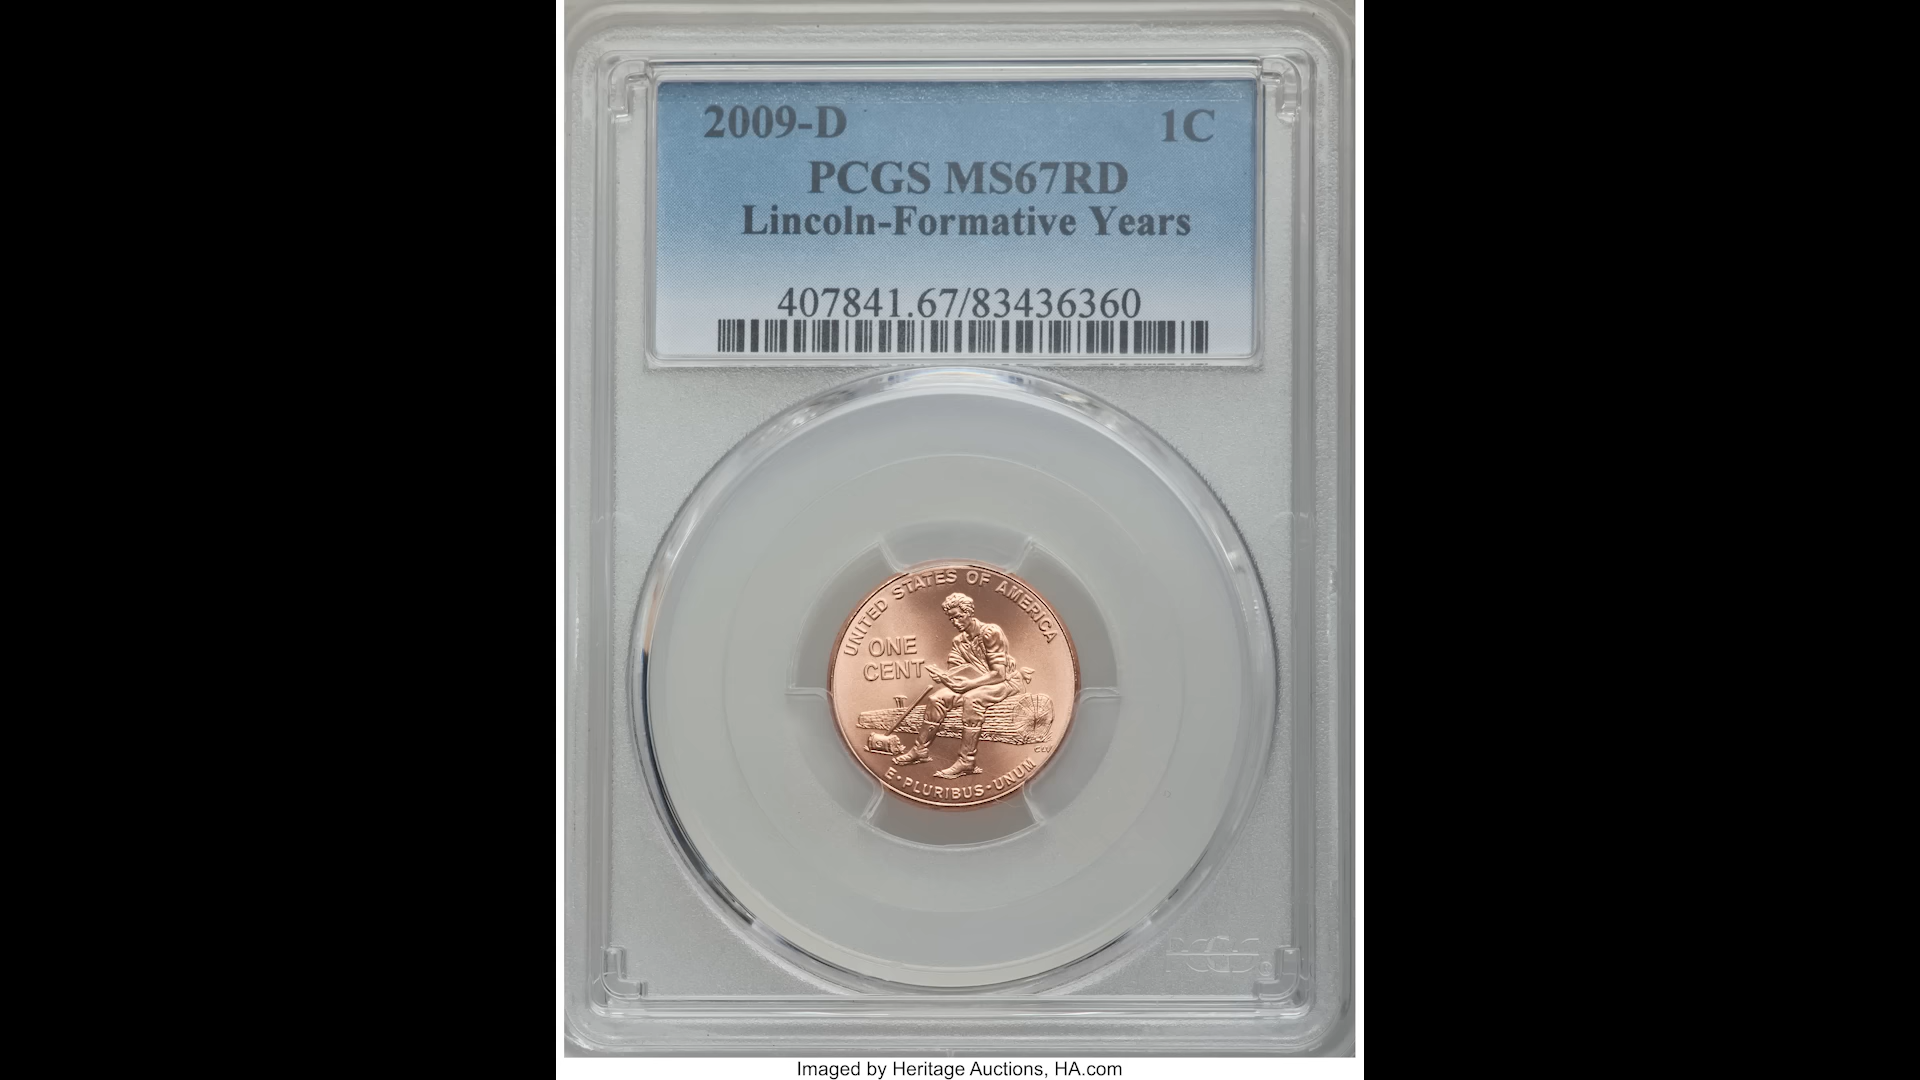 2009-D 1C
PCGS MS67RD
Lincoln-Formative Years
407841.67/83436360
UNITED STATES OF AMERICA
ONE
CENT
E·PLURIBUS·UNUM
PCGS®
Imaged by Heritage Auctions, HA.com